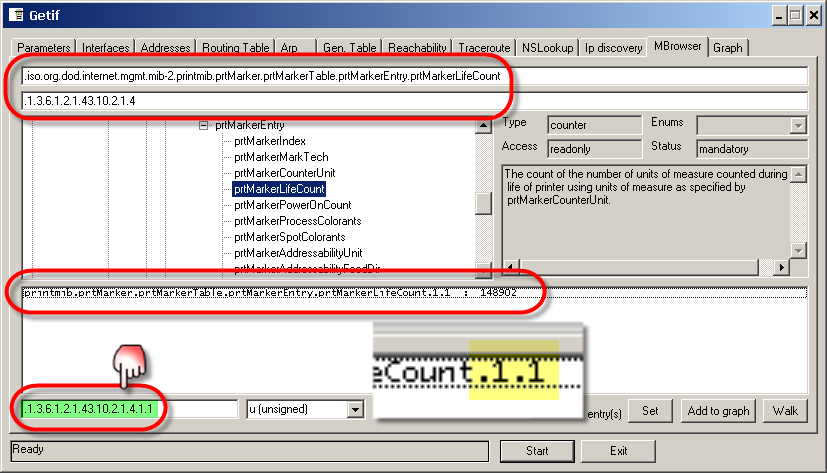 Getif
Parameters Interfaces Addresses Routing Table Arp Gen. Table Reachability Traceroute NSLookup Ip discovery MBrowser Graph
.iso.org.dod.internet.mgmt.mib-2.printmib.prtMarker.prtMarkerTable.prtMarkerEntry.prtMarkerLifeCount
.1.3.6.1.2.1.43.10.2.1.4
prtMarkerEntry
prtMarkerIndex
prtMarkerMarkTech
prtMarkerCounterUnit
prtMarkerLifeCount
prtMarkerPowerOnCount
prtMarkerProcessColorants
prtMarkerSpotColorants
prtMarkerAddressabilityUnit
prtMarkerAddressabilityFeedDir
Type counter Enums
Access readonly Status mandatory
The count of the number of units of measure counted during
life of printer using units of measure as specified by
prtMarkerCounterUnit.
printmib.prtMarker.prtMarkerTable.prtMarkerEntry.prtMarkerLifeCount.1.1 : 148902
eCount.1.1
.1.3.6.1.2.1.43.10.2.1.4.1.1 u (unsigned) entry(s) Set Add to graph Walk
Ready Start Exit